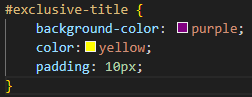 #exclusive-title {
    background-color: purple;
    color: yellow;
    padding: 10px;
}